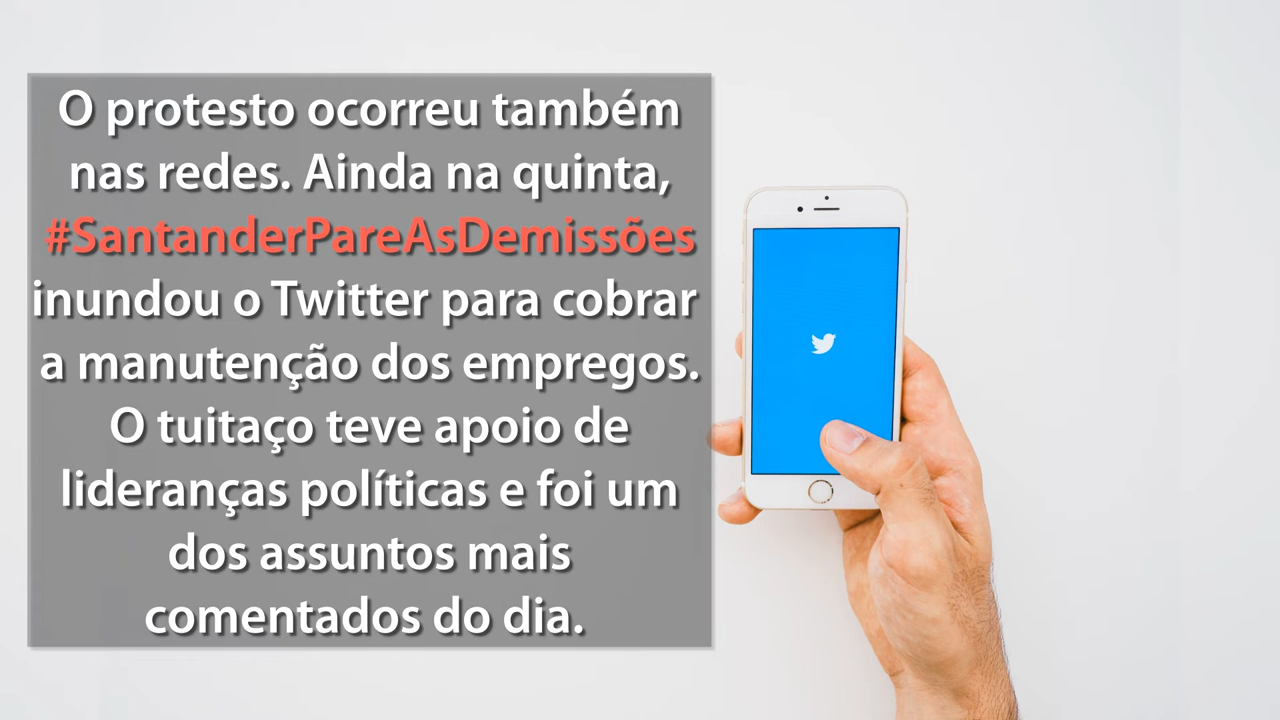 O protesto ocorreu também
nas redes. Ainda na quinta,
#SantanderPareAsDemissões
inundou o Twitter para cobrar
a manutenção dos empregos.
O tuitaço teve apoio de
lideranças políticas e foi um
dos assuntos mais
comentados do dia.